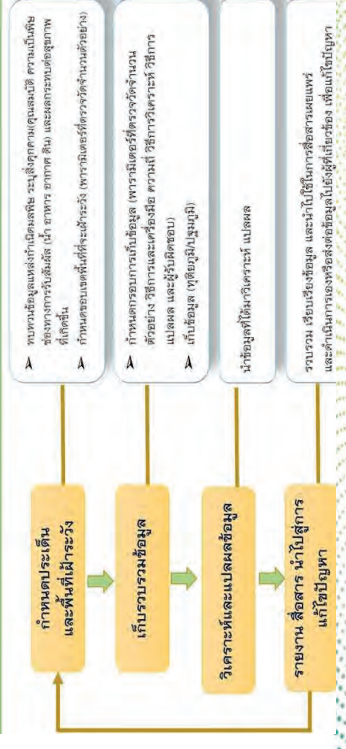 กำหนดประเด็น
และพื้นที่เฝ้าระวัง
➤ ทบทวนข้อมูลแหล่งกำเนิดมลพิษ ระบุสิ่งคุกคาม(คุณสมบัติ ความเป็นพิษ
ช่องทางการรับสัมผัส (น้ำ อาหาร อากาศ ดิน) และผลกระทบต่อสุขภาพ
ที่เกิดขึ้น
➤ กำหนดขอบเขตพื้นที่ที่จะเฝ้าระวัง (พารามิเตอร์ที่ตรวจวัดจำนวนตัวอย่าง)
เก็บรวบรวมข้อมูล
➤ กำหนดกรอบการเก็บข้อมูล (พารามิเตอร์ที่ตรวจวัดจำนวน
ตัวอย่าง วิธีการและเครื่องมือ ความถี่ วิธีการวิเคราะห์ วิธีการ
แปลผล และผู้รับผิดชอบ)
➤ เก็บข้อมูล (ทุติยภูมิ/ปฐมภูมิ)
วิเคราะห์และแปลผลข้อมูล
นำข้อมูลที่ได้มาวิเคราะห์ แปลผล
รายงาน สื่อสาร นำไปสู่การ
แก้ไขปัญหา
รวบรวม เรียบเรียงข้อมูล และนำไปใช้ในการสื่อสารเผยแพร่
และดำเนินการเองหรือส่งต่อข้อมูลไปยังผู้ที่เกี่ยวข้อง เพื่อแก้ไขปัญหา